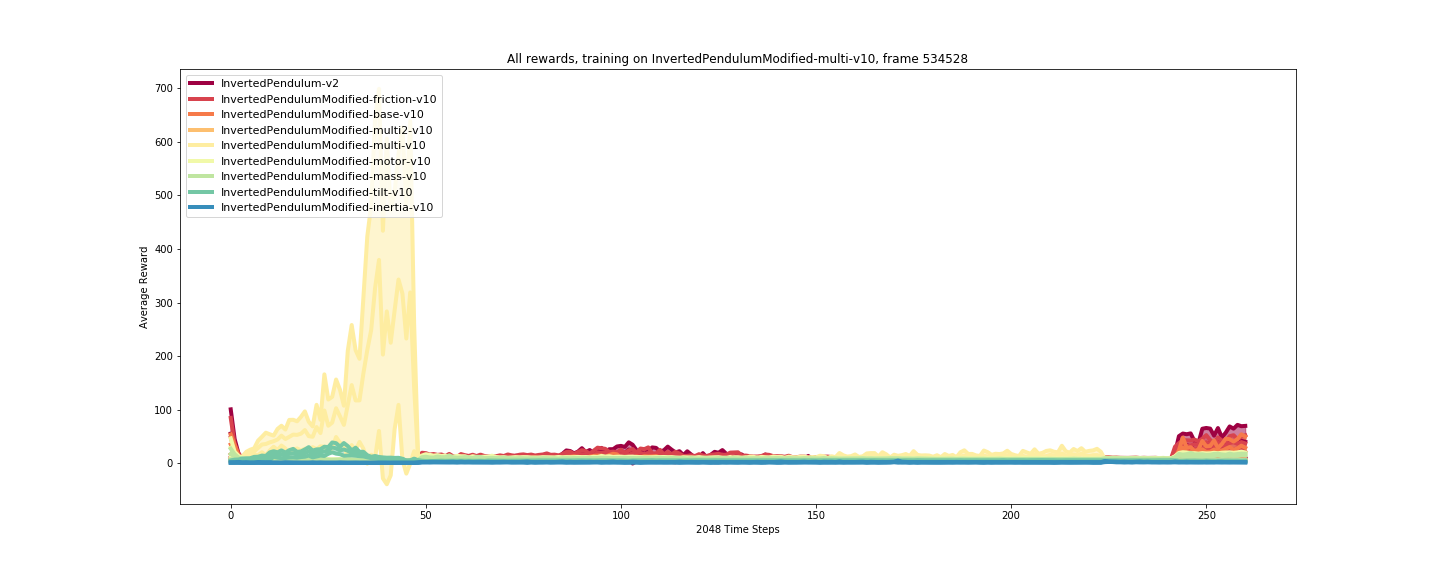 All rewards, training on InvertedPendulumModified-multi-v10, frame 534528
InvertedPendulum-v2
InvertedPendulumModified-friction-v10
InvertedPendulumModified-base-v10
InvertedPendulumModified-multi2-v10
InvertedPendulumModified-multi-v10
InvertedPendulumModified-motor-v10
InvertedPendulumModified-mass-v10
InvertedPendulumModified-tilt-v10
InvertedPendulumModified-inertia-v10
Average Reward
700
600
500
400
300
200
100
0
0 50 100 150 200 250
2048 Time Steps